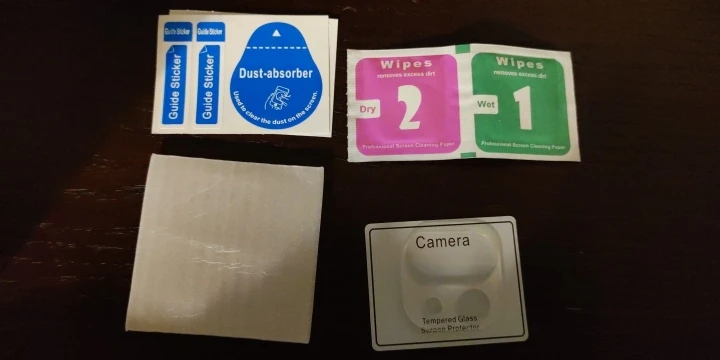 Guide Sticker
Guide Sticker
Guide Sticker
Guide Sticker
Dust-absorber
Used to clear the dust on the screen.
Wipes
removes excess dirt
Dry
2
Professional Screen Cleaning Paper
Wipes
removes excess dirt
Wet
1
Professional Screen Cleaning Paper
Camera
Tempered Glass
Screen Protector